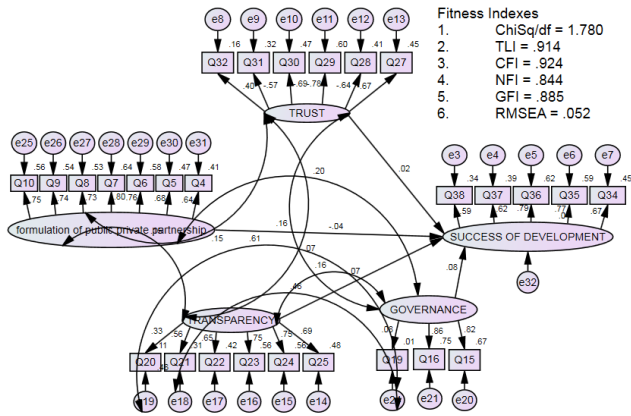 Fitness Indexes
1. ChiSq/df = 1.780
2. TLI = .914
3. CFI = .924
4. NFI = .844
5. GFI = .885
6. RMSEA = .052
e8 e9 e10 e11 e12 e13
.16 .32 .47 .60 .41 .45
Q32 Q31 Q30 Q29 Q28 Q27
.40 -.57 -.69 -.78 -.64 .67
TRUST
e25 e26 e27 e28 e29 e30 e31
.56 .54 .53 .64 .58 .47 .41
Q10 Q9 Q8 Q7 Q6 Q5 Q4
.75 .74 .73 .80 .76 .68 .64
formulation of public private partnership
.20
.02
e3 e4 e5 e6 e7
.34 .39 .62 .59 .45
Q38 Q37 Q36 Q35 Q34
.59 .62 .79 .77 .67
SUCCESS OF DEVELOPMENT
e32
.15 .16 -.04
.61 .07
.16 .07 .08
.46
TRANSPARENCY
GOVERNANCE
.33 .56 .65 .75 .75 .69
.11 .31 .42 .56 .56 .48
Q20 Q21 Q22 Q23 Q24 Q25
e19 e18 e17 e16 e15 e14
.08 .86 .82
.01 .75 .67
Q19 Q16 Q15
e21 e20